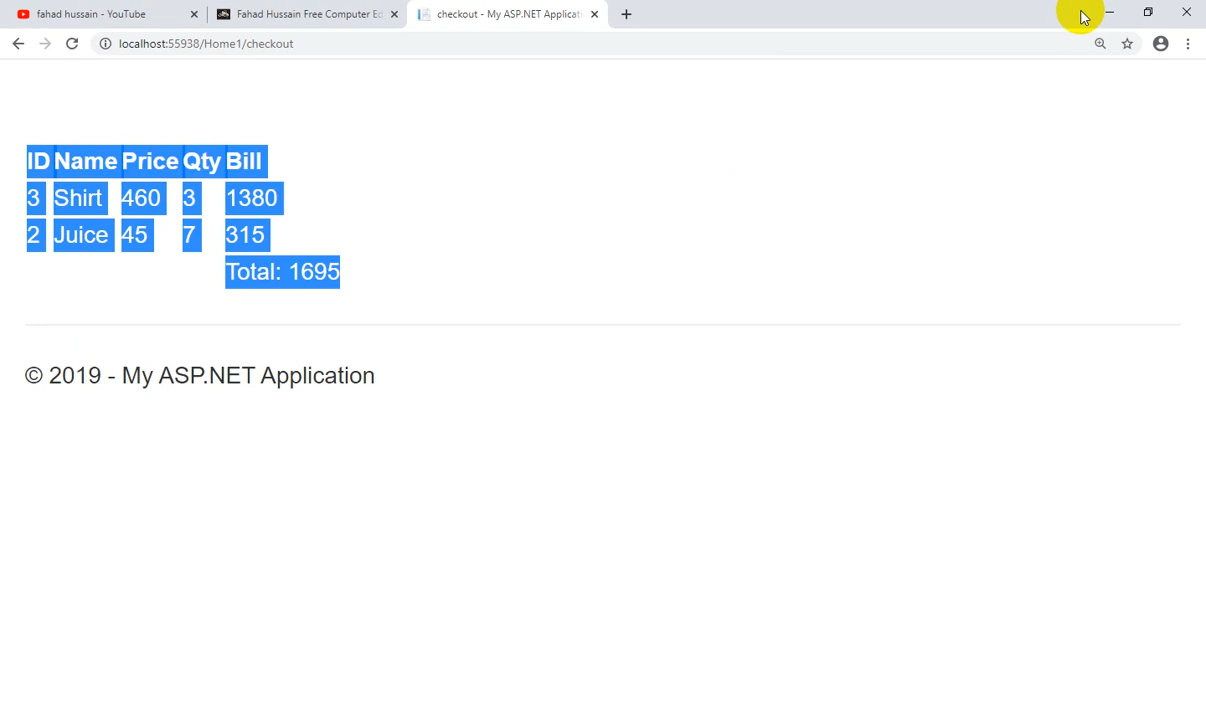 fahad hussain - YouTube
Fahad Hussain Free Computer Ed
checkout - My ASP.NET Applicati
localhost:55938/Home1/checkout
ID Name Price Qty Bill
3 Shirt 460 3 1380
2 Juice 45 7 315
Total: 1695
© 2019 - My ASP.NET Application